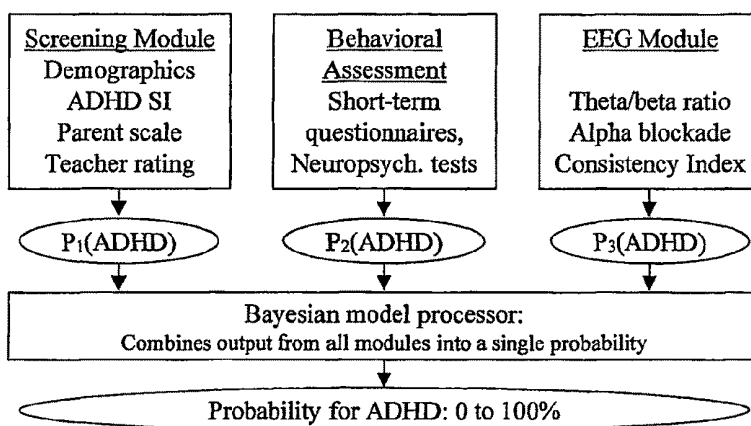 Screening Module
Demographics
ADHD SI
Parent scale
Teacher rating
Behavioral
Assessment
Short-term
questionnaires,
Neuropsych. tests
EEG Module
Theta/beta ratio
Alpha blockade
Consistency Index
P1(ADHD)
P2(ADHD)
P3(ADHD)
Bayesian model processor:
Combines output from all modules into a single probability
Probability for ADHD: 0 to 100%